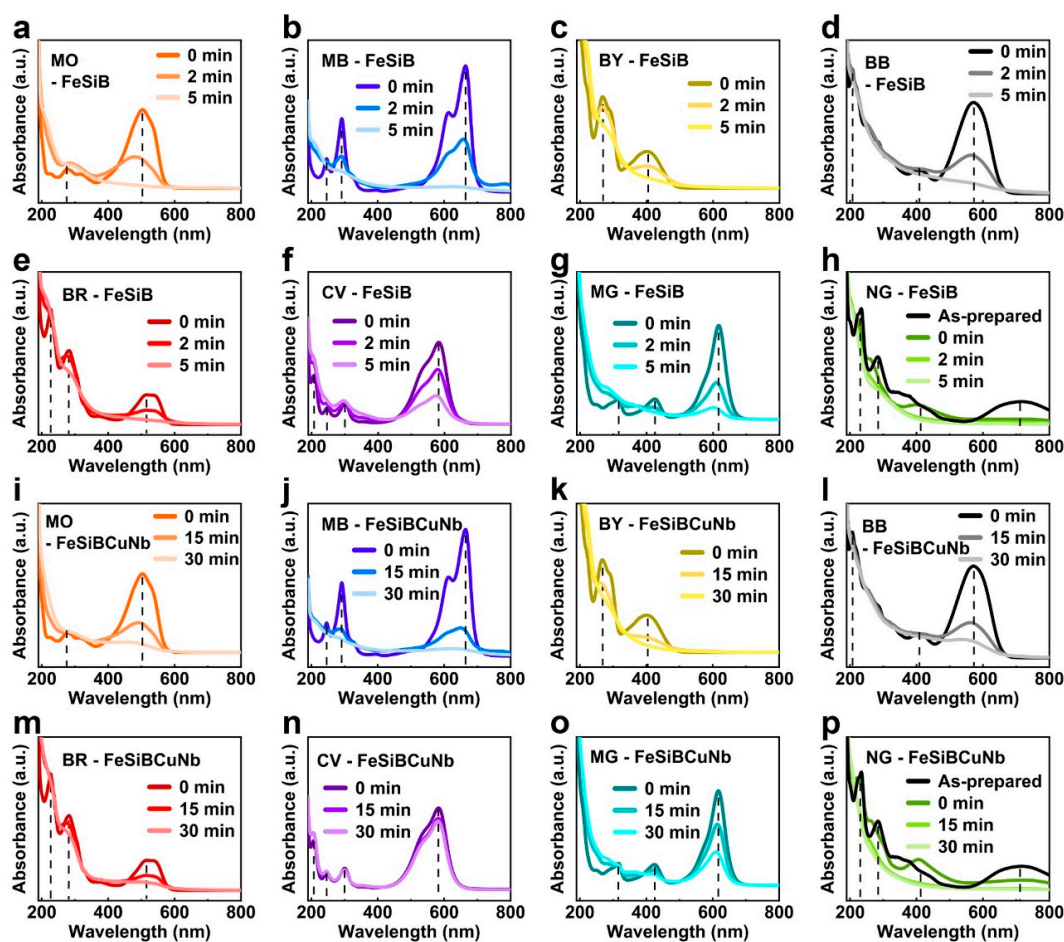 a
MO
- FeSiB
0 min
2 min
5 min
Absorbance (a.u.)
200 400 600 800
Wavelength (nm)
b
MB - FeSiB
0 min
2 min
5 min
Absorbance (a.u.)
200 400 600 800
Wavelength (nm)
c
BY - FeSiB
0 min
2 min
5 min
Absorbance (a.u.)
200 400 600 800
Wavelength (nm)
d
BB
- FeSiB
0 min
2 min
5 min
Absorbance (a.u.)
200 400 600 800
Wavelength (nm)
e
BR - FeSiB
0 min
2 min
5 min
Absorbance (a.u.)
200 400 600 800
Wavelength (nm)
f
CV - FeSiB
0 min
2 min
5 min
Absorbance (a.u.)
200 400 600 800
Wavelength (nm)
g
MG - FeSiB
0 min
2 min
5 min
Absorbance (a.u.)
200 400 600 800
Wavelength (nm)
h
NG - FeSiB
As-prepared
0 min
2 min
5 min
Absorbance (a.u.)
200 400 600 800
Wavelength (nm)
i
MO
- FeSiBCuNb
0 min
15 min
30 min
Absorbance (a.u.)
200 400 600 800
Wavelength (nm)
j
MB - FeSiBCuNb
0 min
15 min
30 min
Absorbance (a.u.)
200 400 600 800
Wavelength (nm)
k
BY - FeSiBCuNb
0 min
15 min
30 min
Absorbance (a.u.)
200 400 600 800
Wavelength (nm)
l
BB
- FeSiBCuNb
0 min
15 min
30 min
Absorbance (a.u.)
200 400 600 800
Wavelength (nm)
m
BR - FeSiBCuNb
0 min
15 min
30 min
Absorbance (a.u.)
200 400 600 800
Wavelength (nm)
n
CV - FeSiBCuNb
0 min
15 min
30 min
Absorbance (a.u.)
200 400 600 800
Wavelength (nm)
o
MG - FeSiBCuNb
0 min
15 min
30 min
Absorbance (a.u.)
200 400 600 800
Wavelength (nm)
p
NG - FeSiBCuNb
As-prepared
0 min
15 min
30 min
Absorbance (a.u.)
200 400 600 800
Wavelength (nm)